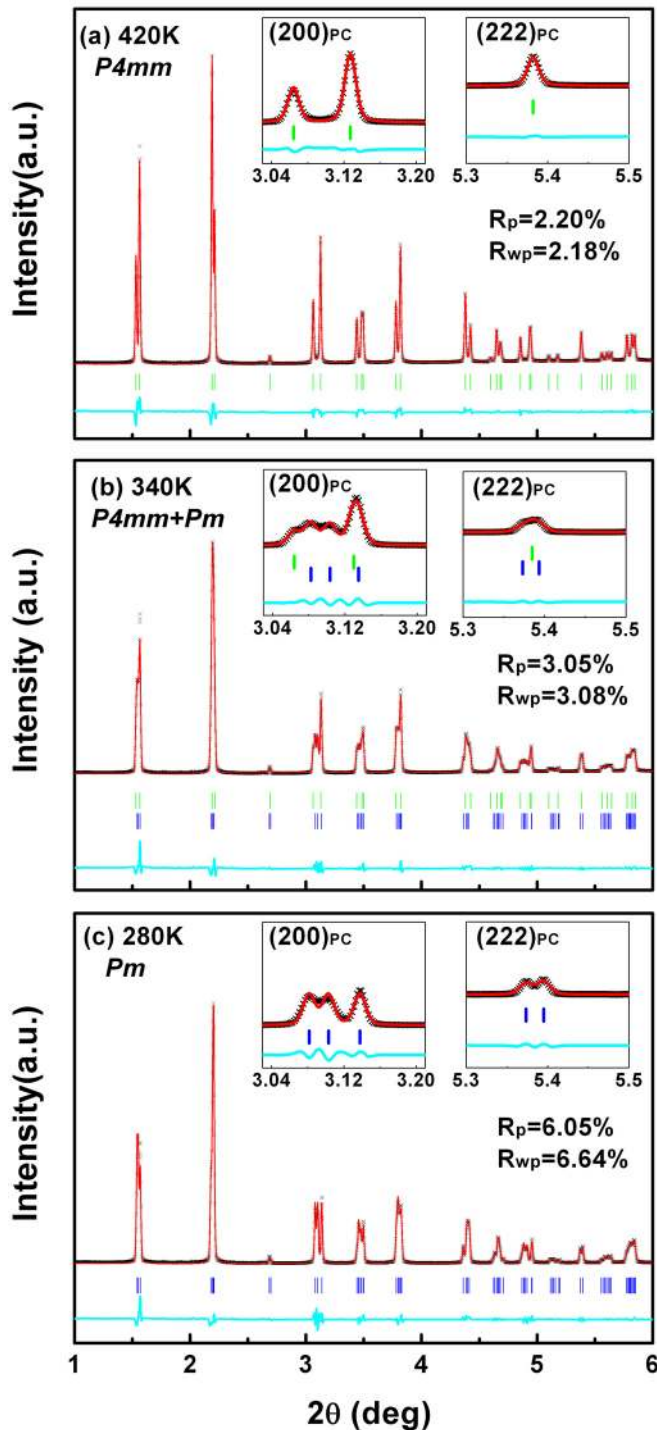 (a) 420K
P4mm
(200)PC
(222)PC
3.04 3.12 3.20
5.3 5.4 5.5
Rp=2.20%
Rwp=2.18%
Intensity(a.u.)
(b) 340K
P4mm+Pm
(200)PC
(222)PC
3.04 3.12 3.20
5.3 5.4 5.5
Rp=3.05%
Rwp=3.08%
Intensity (a.u.)
(c) 280K
Pm
(200)PC
(222)PC
3.04 3.12 3.20
5.3 5.4 5.5
Rp=6.05%
Rwp=6.64%
Intensity(a.u.)
1 2 3 4 5 6
2θ (deg)